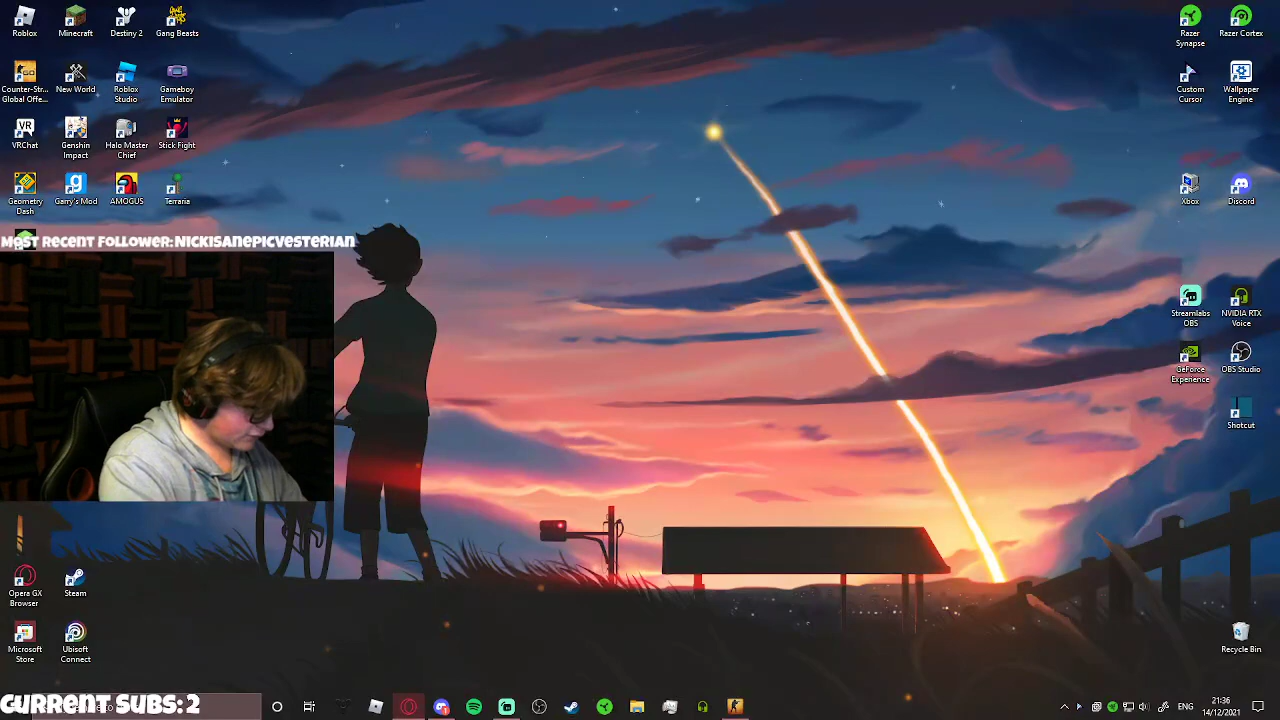 Roblox
Minecraft
Destiny 2
Gang Beasts
Razer
Synapse
Razer Cortex
Counter-Str...
Global Offe...
New World
Roblox
Studio
Gameboy
Emulator
Custom
Cursor
Wallpaper
Engine
VR
VRChat
Genshin
Impact
Halo Master
Chief
Stick Fight
Geometry
Dash
Garry's Mod
AMOGUS
Terraria
Xbox
Discord
Most Recent Follower: nickisanepicvesterian
Streamlabs
OBS
NVIDIA RTX
Voice
GeForce
Experience
OBS Studio
Shotcut
Opera GX
Browser
Steam
Microsoft
Store
Ubisoft
Connect
Recycle Bin
Current Subs: 2
ENG
21:36
14/12/2021